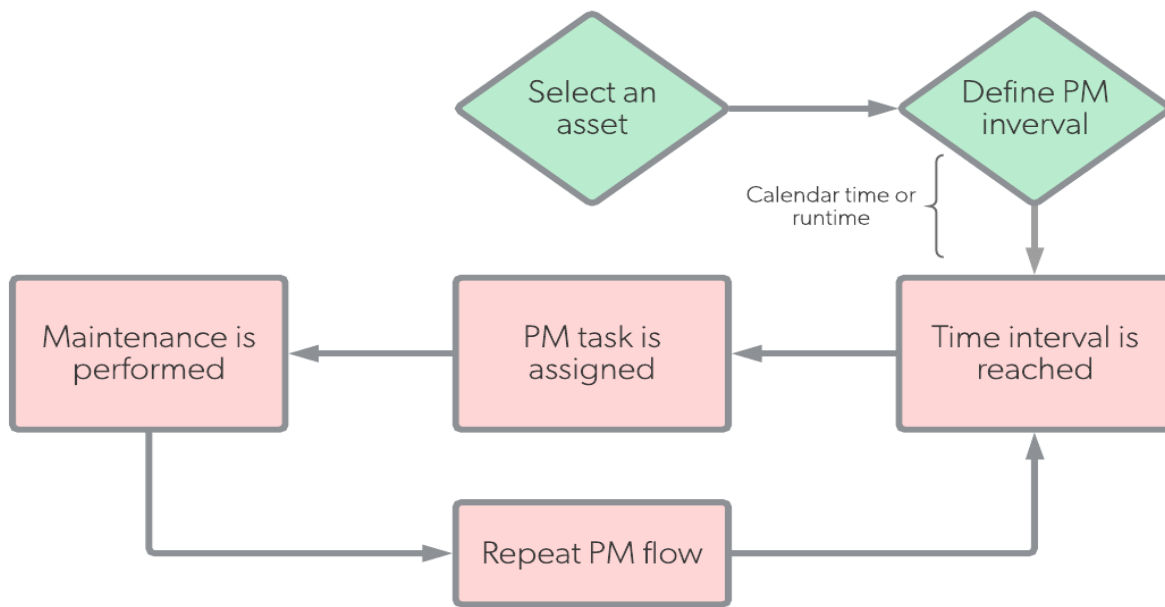 Select an
asset
Define PM
inverval
Calendar time or
runtime
Time interval is
reached
PM task is
assigned
Maintenance is
performed
Repeat PM flow